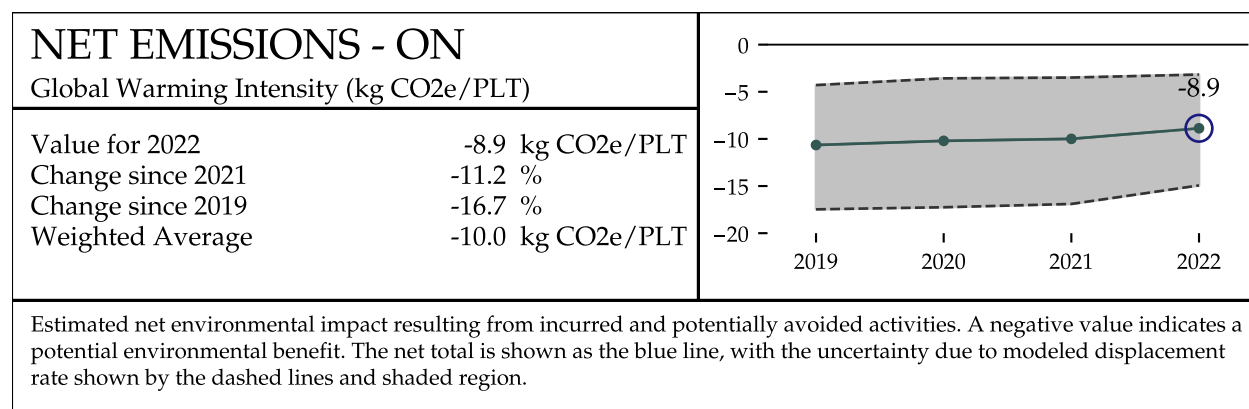 NET EMISSIONS - ON
Global Warming Intensity (kg CO2e/PLT)
Value for 2022 -8.9 kg CO2e/PLT
Change since 2021 -11.2 %
Change since 2019 -16.7 %
Weighted Average -10.0 kg CO2e/PLT
0
−5
−10
−15
−20
-8.9
2019 2020 2021 2022
Estimated net environmental impact resulting from incurred and potentially avoided activities. A negative value indicates a
potential environmental benefit. The net total is shown as the blue line, with the uncertainty due to modeled displacement
rate shown by the dashed lines and shaded region.